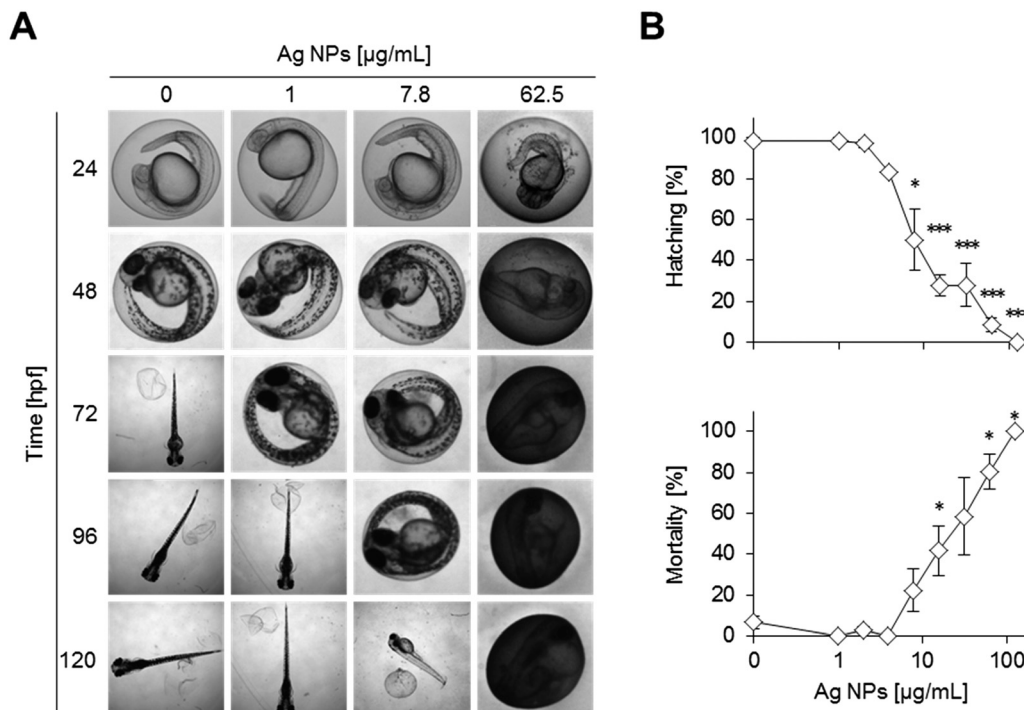 A
Ag NPs [µg/mL]
0 1 7.8 62.5
Time [hpf]
24
48
72
96
120
B
Hatching [%]
100
80
60
40
20
0
*
***
***
***
**
Mortality [%]
100
80
60
40
20
0
*
*
*
0 1 10 100
Ag NPs [µg/mL]